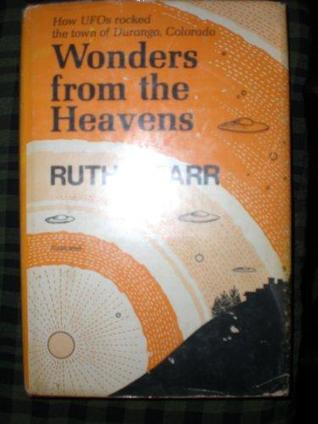 How UFOs rocked
the town of Durango, Colorado
Wonders
from the
Heavens
RUTH ARR